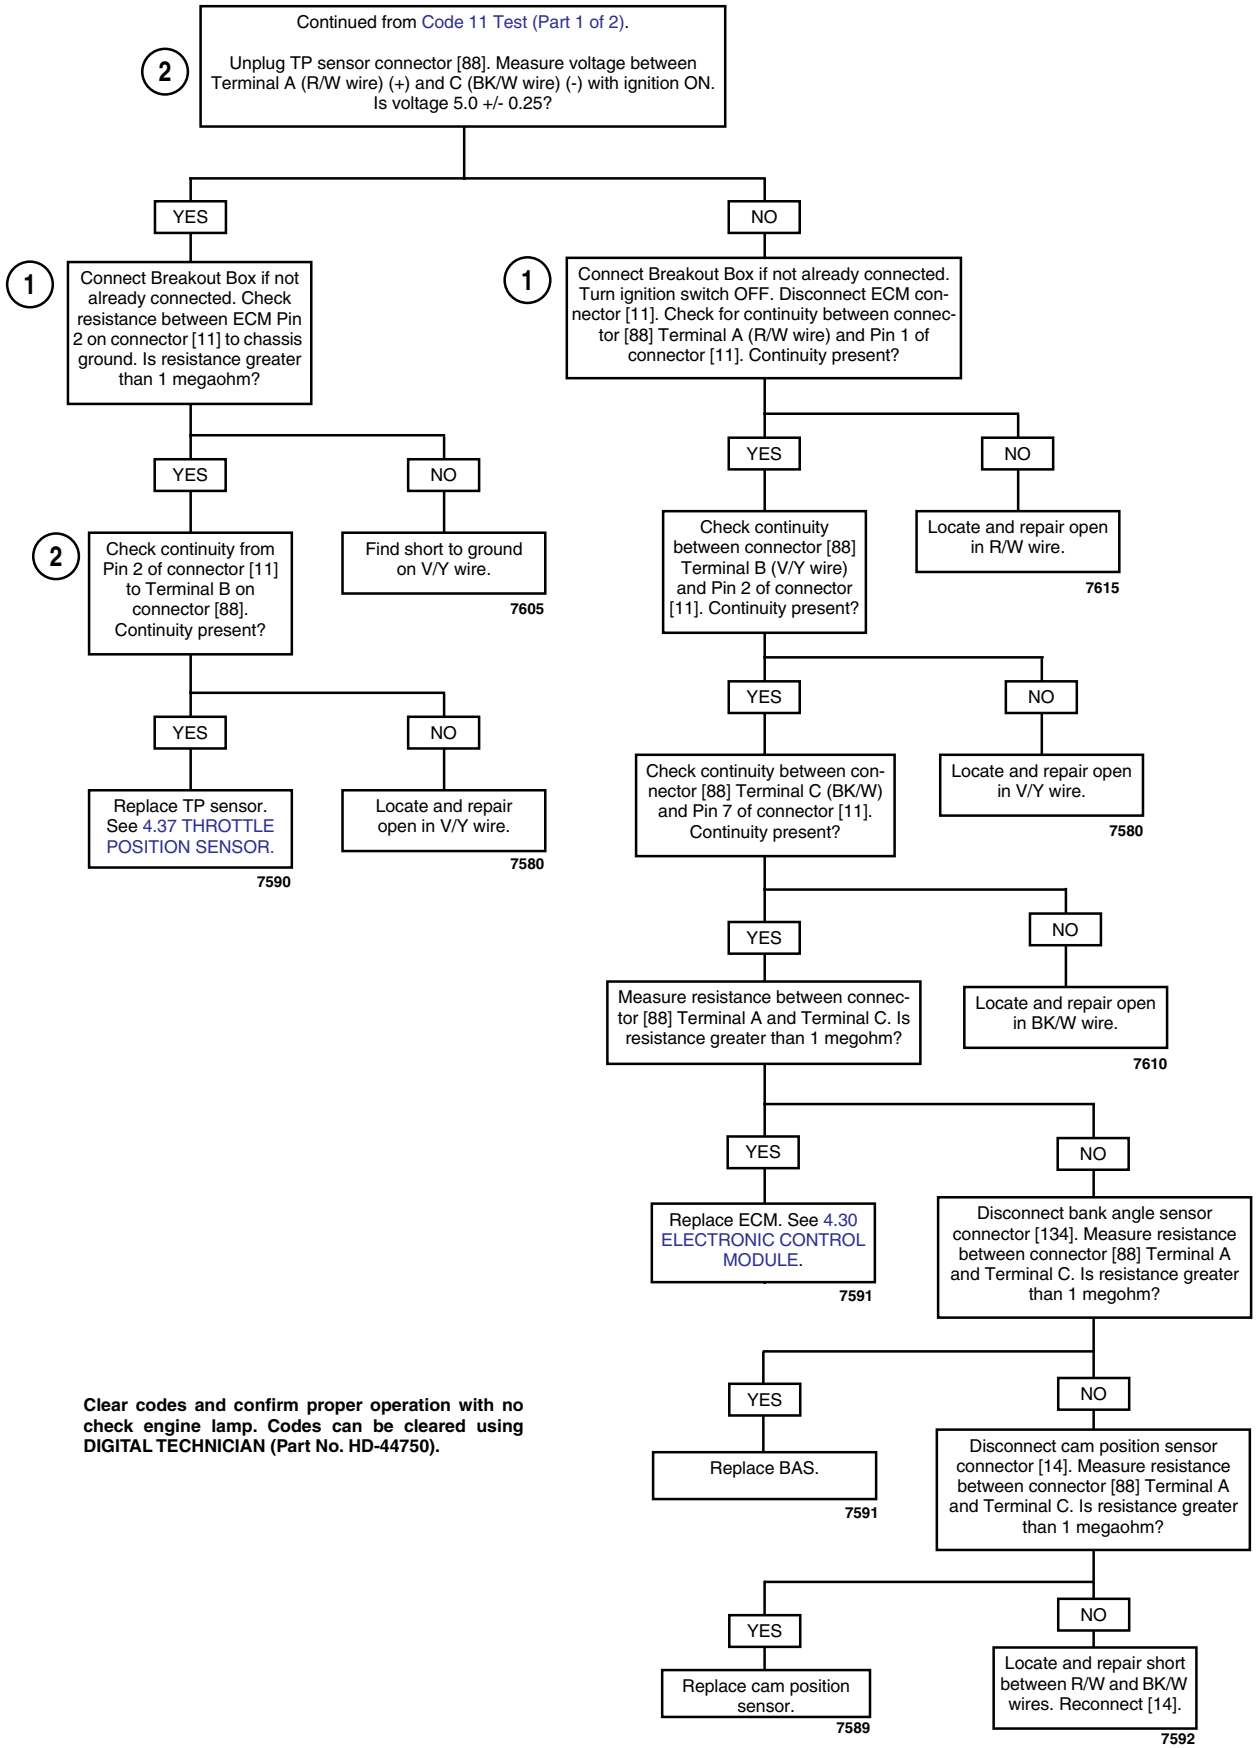 Continued from Code 11 Test (Part 1 of 2).
2
Unplug TP sensor connector [88]. Measure voltage between
Terminal A (R/W wire) (+) and C (BK/W wire) (-) with ignition ON.
Is voltage 5.0 +/- 0.25?
YES
NO
1
Connect Breakout Box if not
already connected. Check
resistance between ECM Pin
2 on connector [11] to chassis
ground. Is resistance greater
than 1 megaohm?
1
Connect Breakout Box if not already connected.
Turn ignition switch OFF. Disconnect ECM con-
nector [11]. Check for continuity between connec-
tor [88] Terminal A (R/W wire) and Pin 1 of
connector [11]. Continuity present?
YES
NO
YES
NO
2
Check continuity from
Pin 2 of connector [11]
to Terminal B on
connector [88].
Continuity present?
Find short to ground
on V/Y wire.
7605
Check continuity
between connector [88]
Terminal B (V/Y wire)
and Pin 2 of connector
[11]. Continuity present?
Locate and repair open
in R/W wire.
7615
YES
NO
YES
NO
Replace TP sensor.
See 4.37 THROTTLE
POSITION SENSOR.
7590
Locate and repair
open in V/Y wire.
7580
Check continuity between con-
nector [88] Terminal C (BK/W)
and Pin 7 of connector [11].
Continuity present?
Locate and repair open
in V/Y wire.
7580
YES
NO
Measure resistance between connec-
tor [88] Terminal A and Terminal C. Is
resistance greater than 1 megohm?
Locate and repair open
in BK/W wire.
7610
YES
NO
Replace ECM. See 4.30
ELECTRONIC CONTROL
MODULE.
7591
Disconnect bank angle sensor
connector [134]. Measure resistance
between connector [88] Terminal A
and Terminal C. Is resistance greater
than 1 megohm?
YES
NO
Clear codes and confirm proper operation with no
check engine lamp. Codes can be cleared using
DIGITAL TECHNICIAN (Part No. HD-44750).
Replace BAS.
7591
Disconnect cam position sensor
connector [14]. Measure resistance
between connector [88] Terminal A
and Terminal C. Is resistance greater
than 1 megaohm?
YES
NO
Replace cam position
sensor.
7589
Locate and repair short
between R/W and BK/W
wires. Reconnect [14].
7592